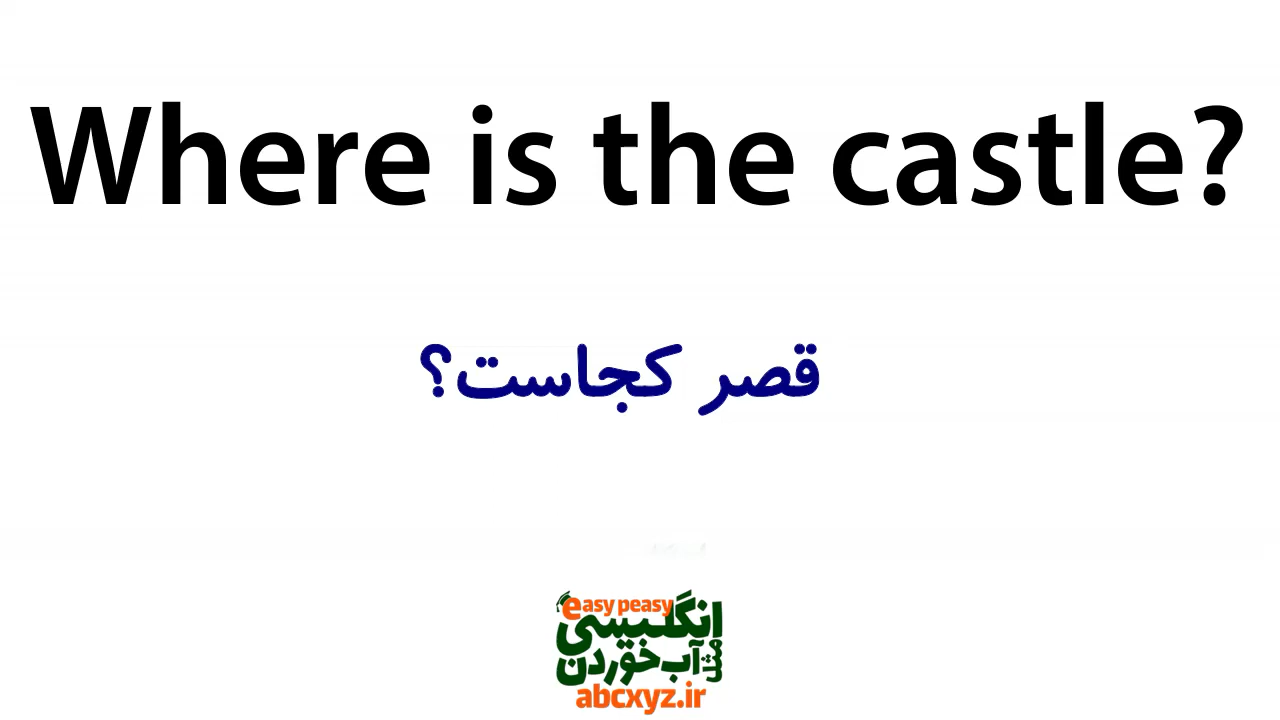 Where is the castle?
قصر کجاست؟
easy peasy
انگلیسی
مثل آب خوردن
abcxyz.ir